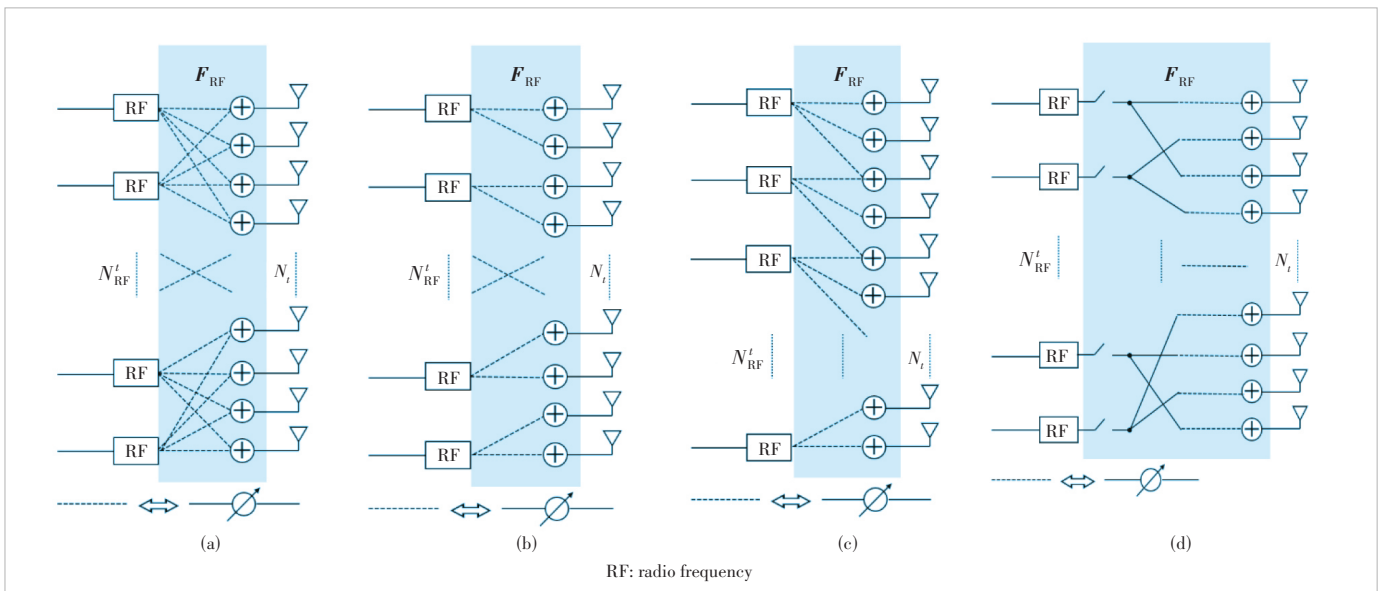 F_RF
RF
RF
N^t_RF
N_t
RF
RF
(a)
F_RF
RF
RF
N^t_RF
N_t
RF
RF
(b)
F_RF
RF
RF
RF
N^t_RF
N_t
RF
(c)
F_RF
RF
RF
N^t_RF
N_t
RF
RF
(d)
RF: radio frequency